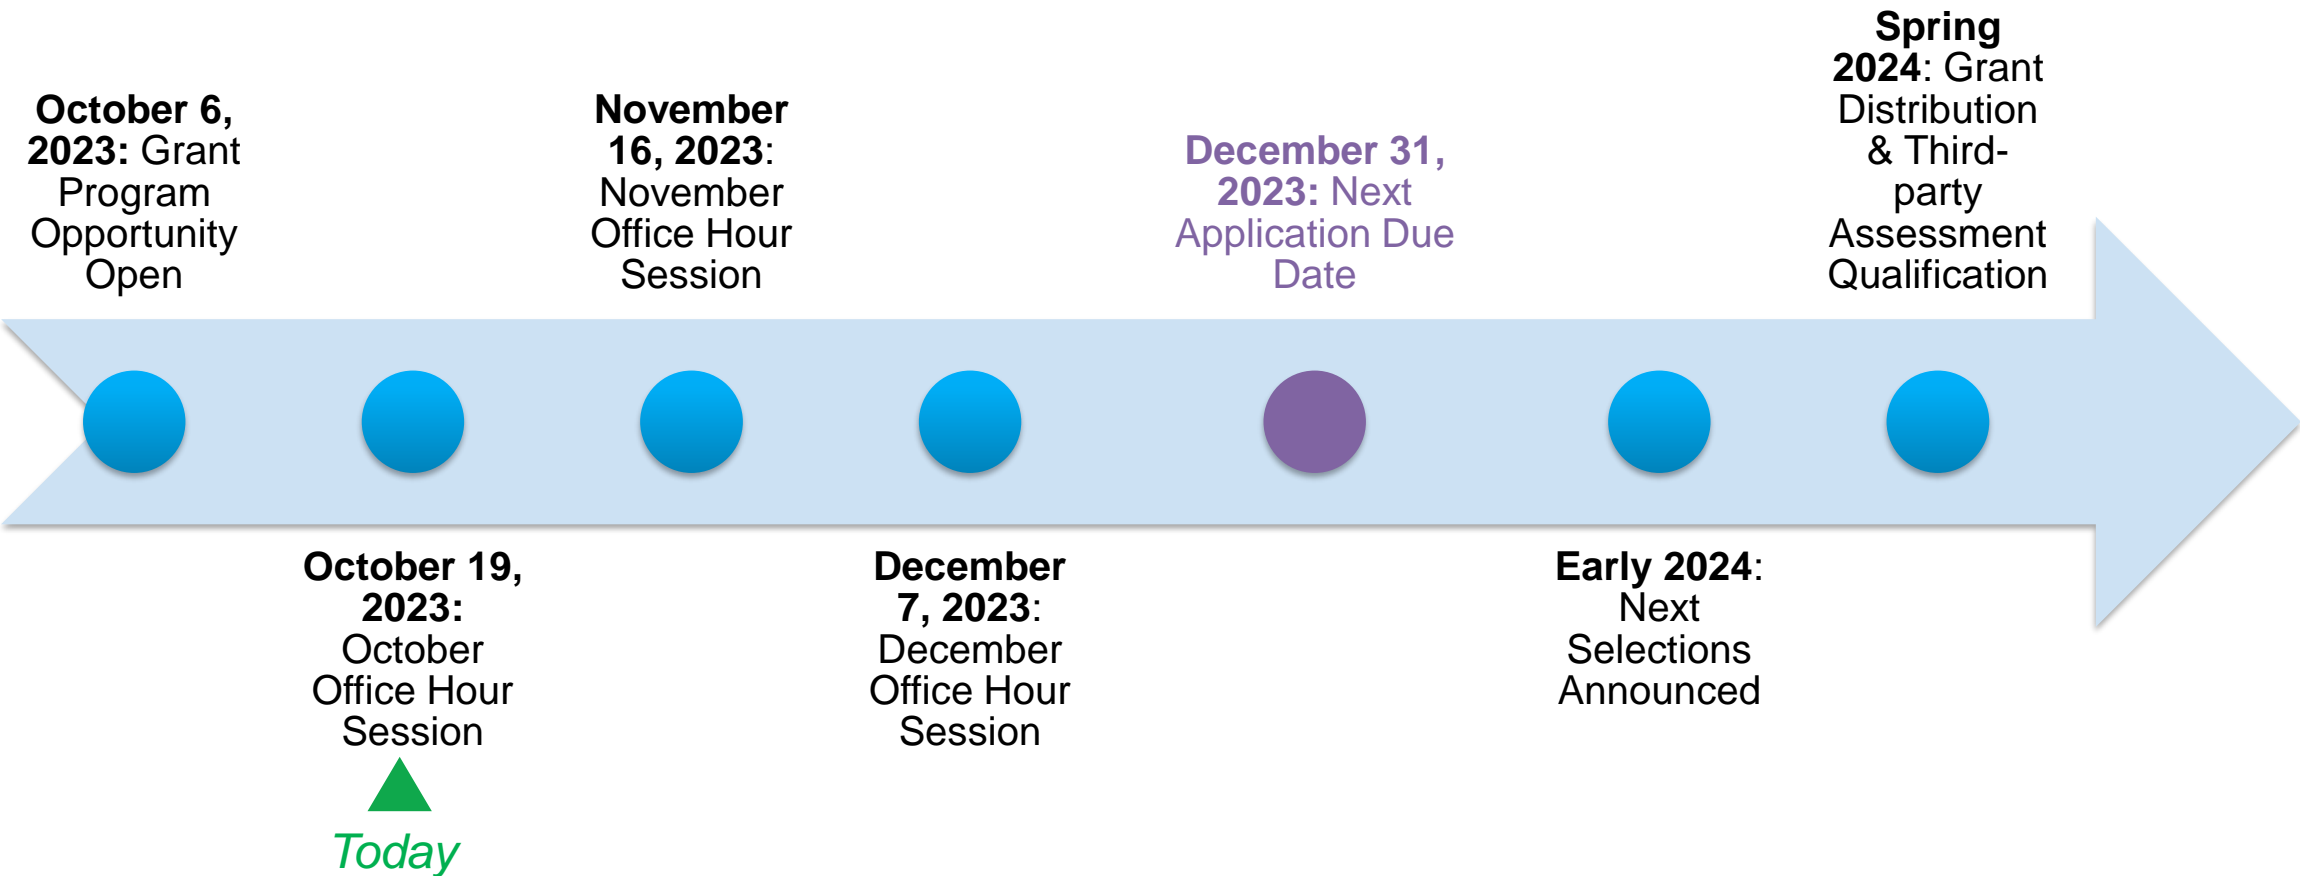 October 6,
2023: Grant
Program
Opportunity
Open
October 19,
2023:
October
Office Hour
Session
Today
November
16, 2023:
November
Office Hour
Session
December
7, 2023:
December
Office Hour
Session
December 31,
2023: Next
Application Due
Date
Early 2024:
Next
Selections
Announced
Spring
2024: Grant
Distribution
& Third-
party
Assessment
Qualification